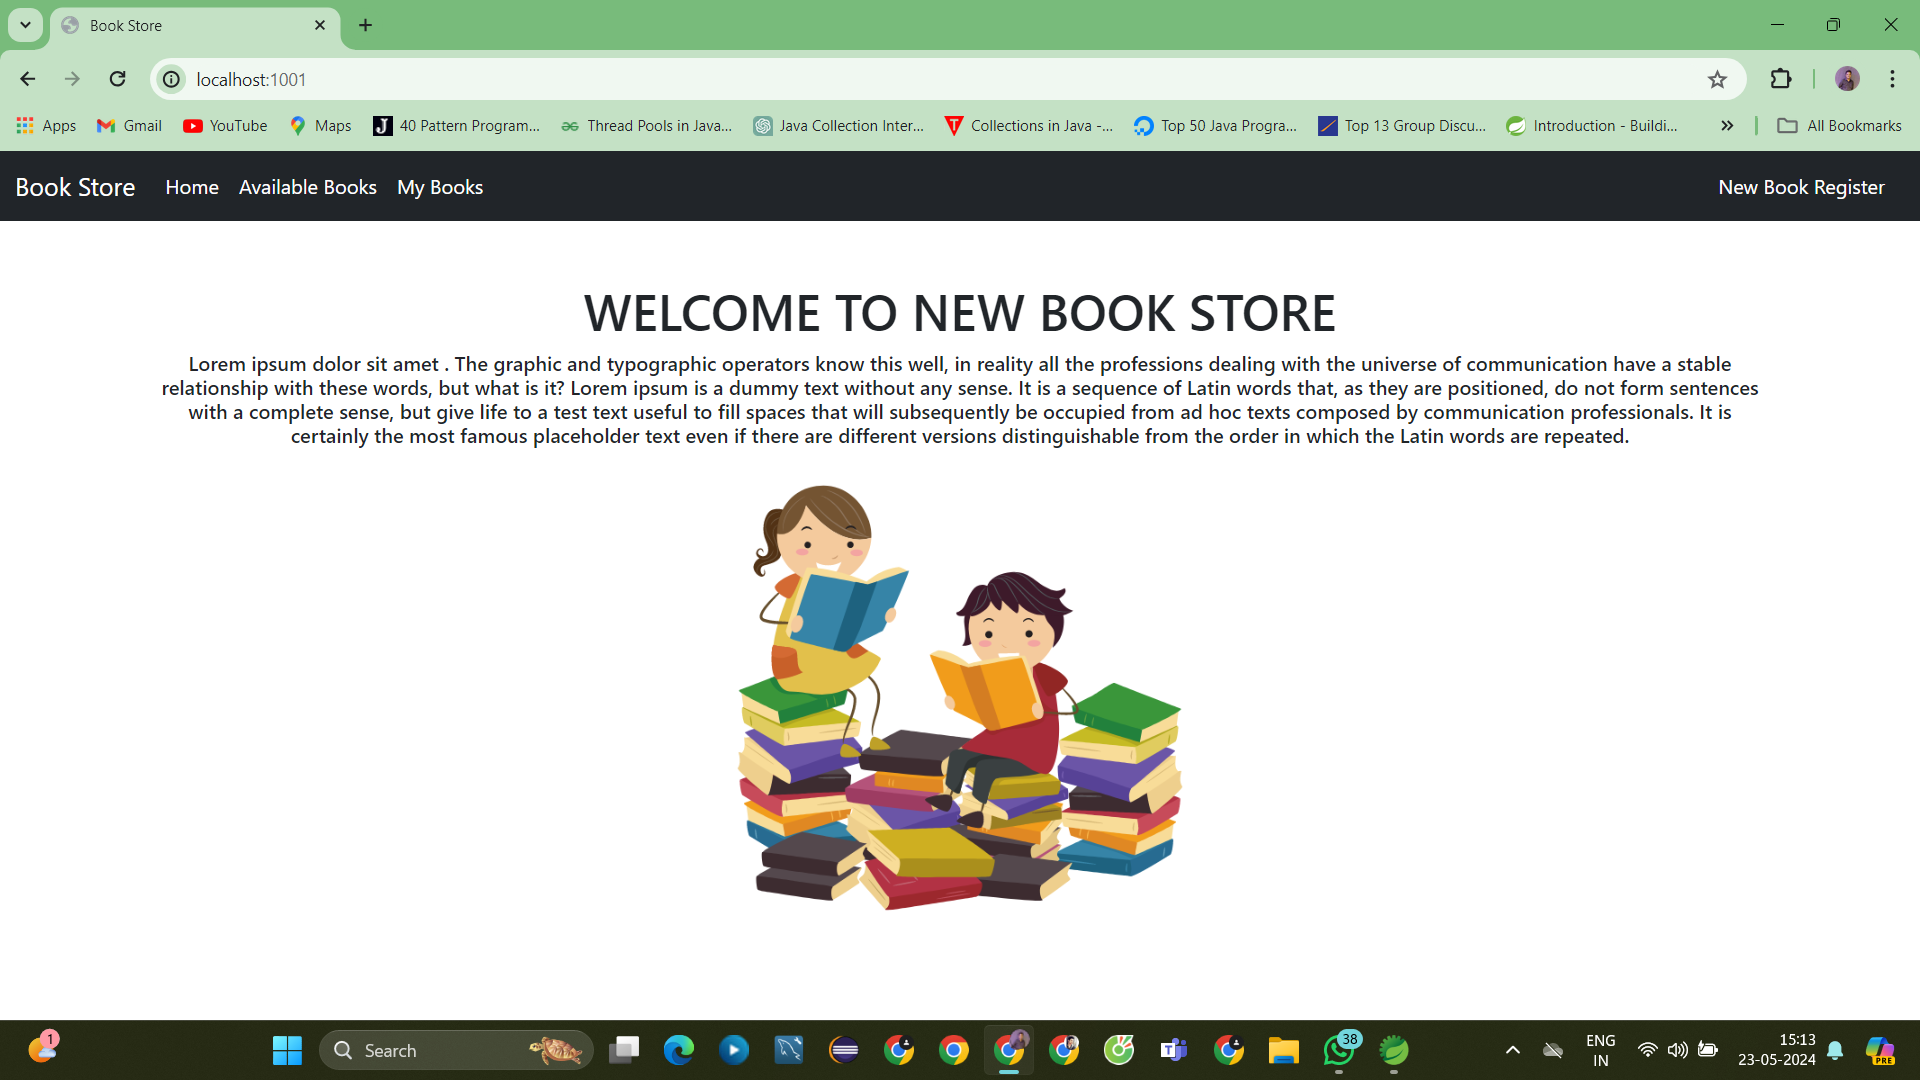 Book Store
localhost:1001
Apps Gmail YouTube Maps 40 Pattern Program... Thread Pools in Java... Java Collection Inter... Collections in Java -... Top 50 Java Progra... Top 13 Group Discu... Introduction - Buildi... All Bookmarks
Book Store Home Available Books My Books New Book Register
WELCOME TO NEW BOOK STORE
Lorem ipsum dolor sit amet . The graphic and typographic operators know this well, in reality all the professions dealing with the universe of communication have a stable
relationship with these words, but what is it? Lorem ipsum is a dummy text without any sense. It is a sequence of Latin words that, as they are positioned, do not form sentences
with a complete sense, but give life to a test text useful to fill spaces that will subsequently be occupied from ad hoc texts composed by communication professionals. It is
certainly the most famous placeholder text even if there are different versions distinguishable from the order in which the Latin words are repeated.
1
Search
38
ENG
IN
15:13
23-05-2024
PRE